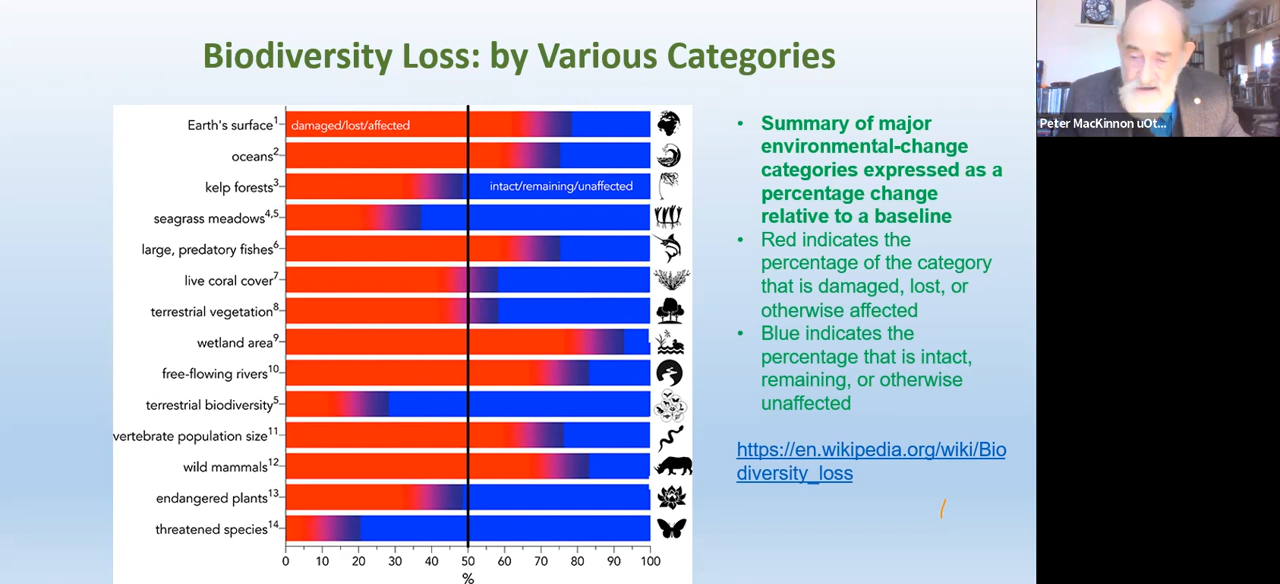 Biodiversity Loss: by Various Categories
Earth's surface1
damaged/lost/affected
oceans2
kelp forests3
intact/remaining/unaffected
seagrass meadows4,5
large, predatory fishes6
live coral cover7
terrestrial vegetation8
wetland area9
free-flowing rivers10
terrestrial biodiversity5
vertebrate population size11
wild mammals12
endangered plants13
threatened species14
0 10 20 30 40 50 60 70 80 90 100
%
• Summary of major
environmental-change
categories expressed as a
percentage change
relative to a baseline
• Red indicates the
percentage of the category
that is damaged, lost, or
otherwise affected
• Blue indicates the
percentage that is intact,
remaining, or otherwise
unaffected
https://en.wikipedia.org/wiki/Bio
diversity_loss
Peter MacKinnon uOt...